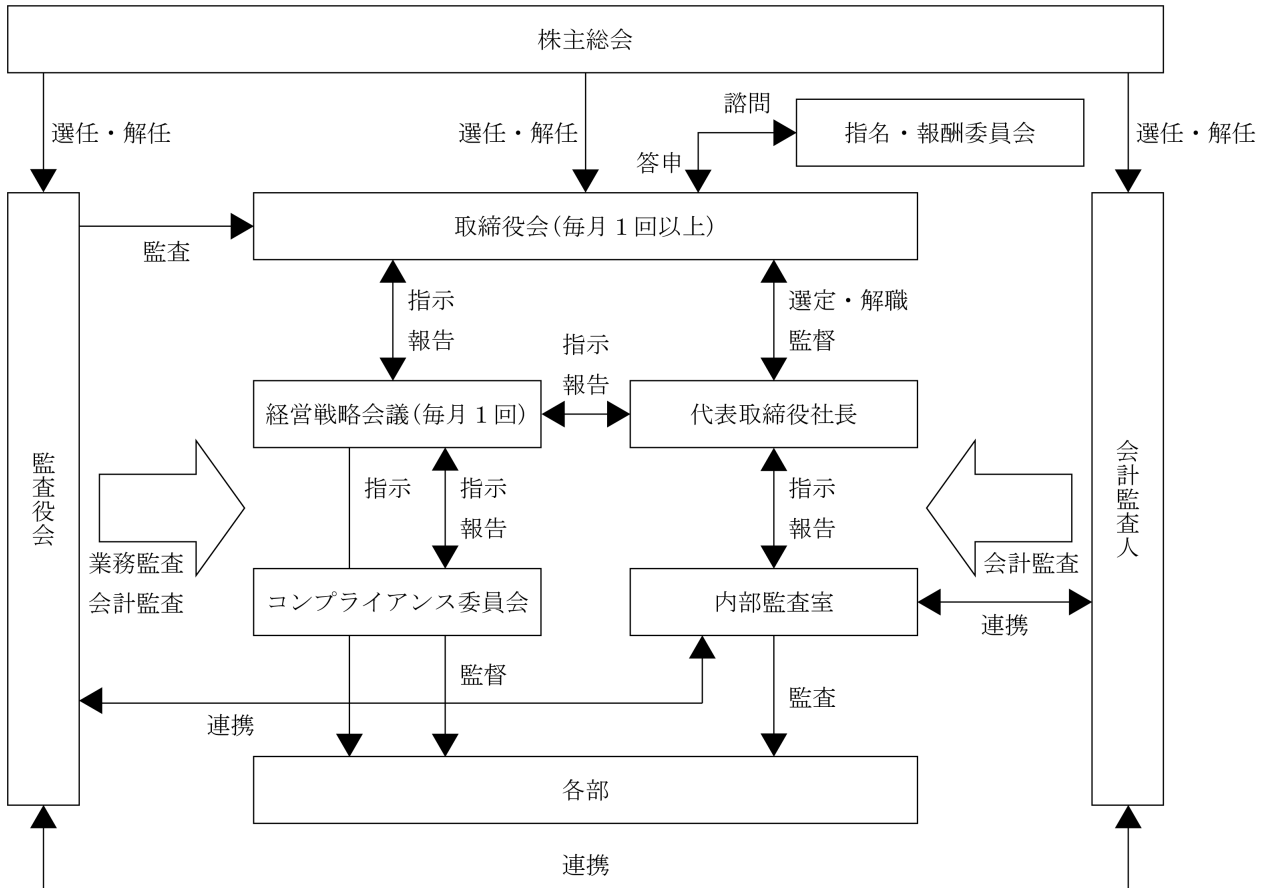 株主総会
選任・解任
選任・解任
諮問
指名・報酬委員会
選任・解任
答申
取締役会(毎月1回以上)
監査
指示
報告
選定・解職
監督
指示
報告
経営戦略会議(毎月1回)
代表取締役社長
監査役会
会計監査人
指示
指示
報告
指示
報告
業務監査
会計監査
会計監査
コンプライアンス委員会
内部監査室
連携
監督
監査
連携
各部
連携